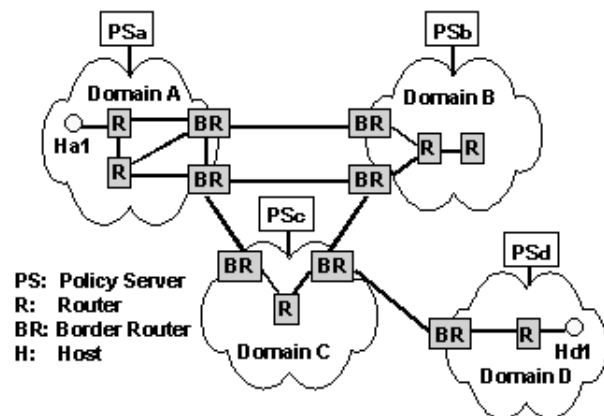 PSa
PSb
Domain A
Domain B
R
BR
BR
Ha1
R
R
R
BR
BR
PSc
PSd
BR
BR
PS: Policy Server
R: Router
BR: Border Router
H: Host
R
Domain C
BR
R
Hd1
Domain D